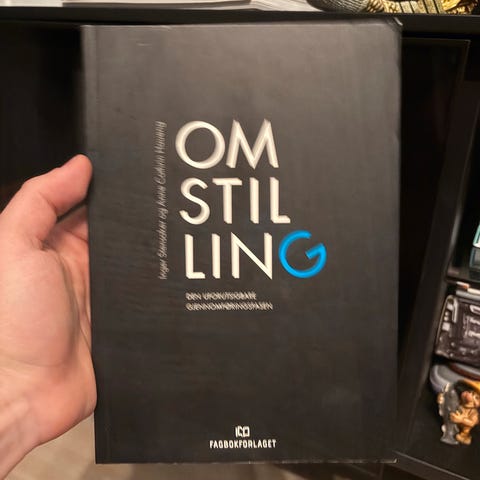 Inger Stensaker og Anne Cathrin Haueng
OM
STIL
LING
DEN UFORUTSIGBARE
GJENNOMFØRINGSFASEN
FAGBOKFORLAGET